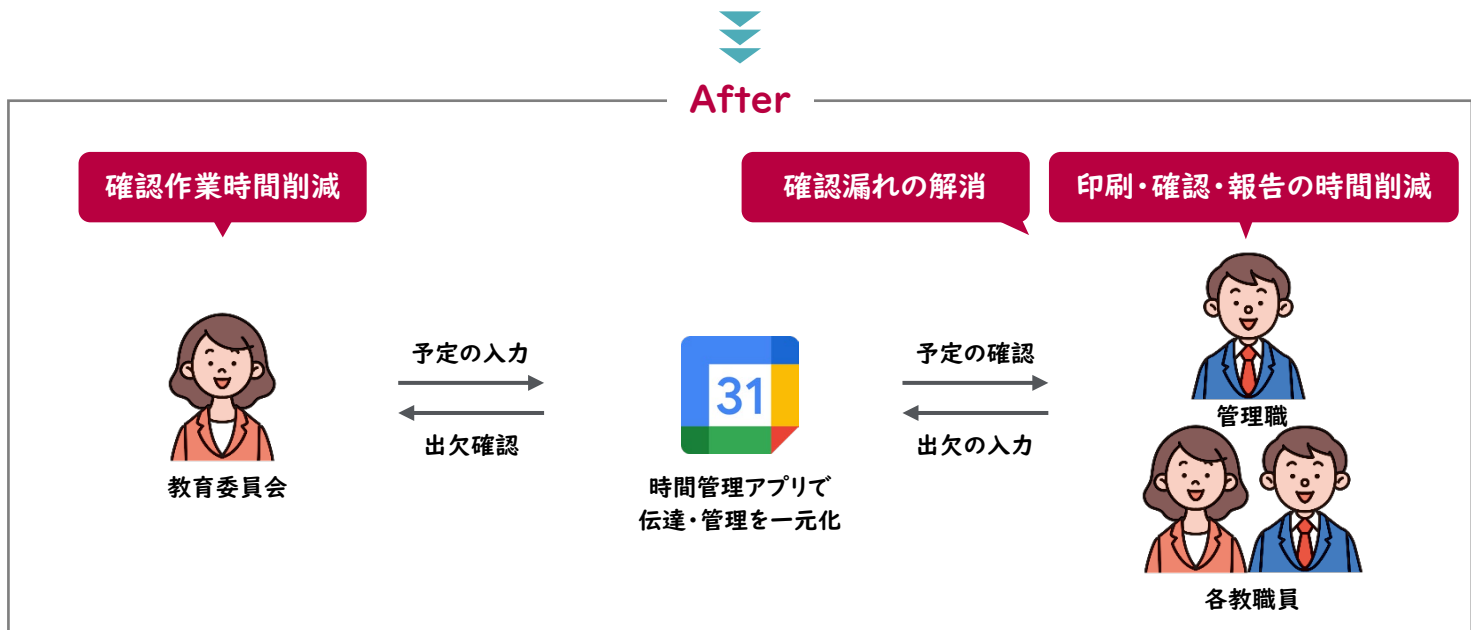 After
確認作業時間削減
確認漏れの解消
印刷・確認・報告の時間削減
予定の入力
出欠確認
教育委員会
31
時間管理アプリで
伝達・管理を一元化
予定の確認
出欠の入力
管理職
各教職員